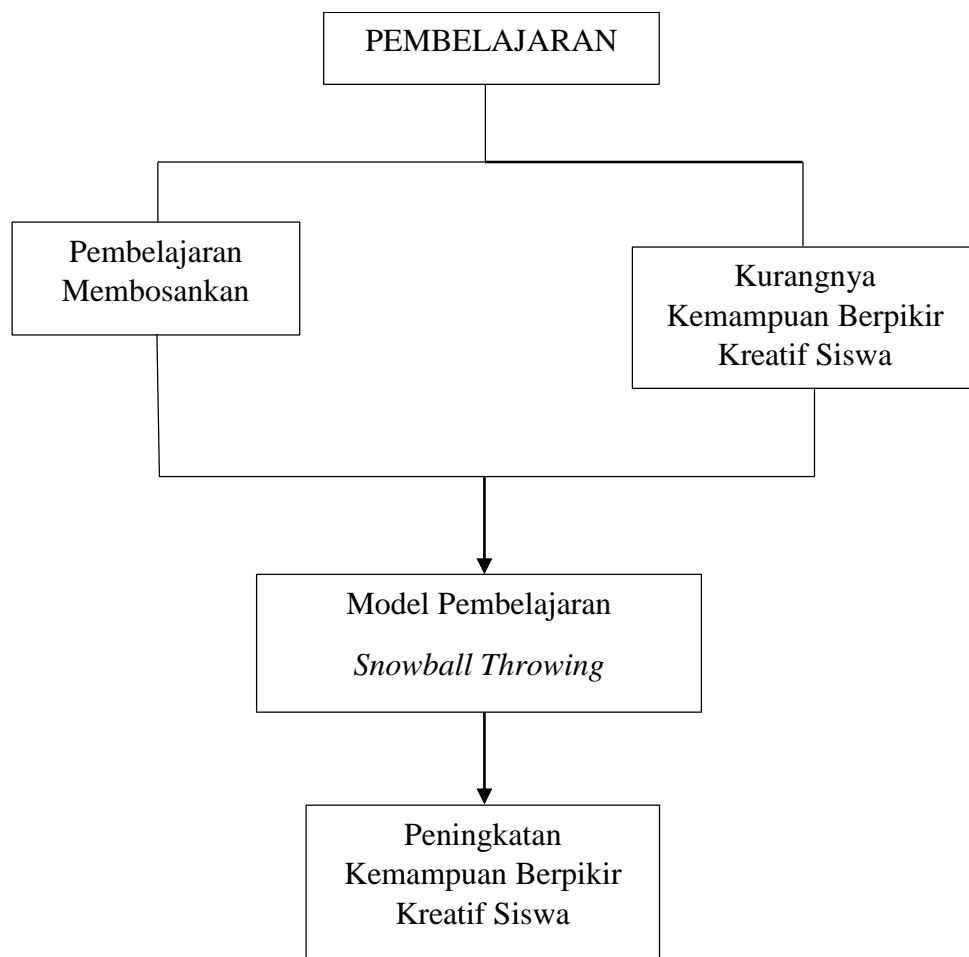 PEMBELAJARAN
Pembelajaran
Membosankan
Kurangnya
Kemampuan Berpikir
Kreatif Siswa
Model Pembelajaran
Snowball Throwing
Peningkatan
Kemampuan Berpikir
Kreatif Siswa